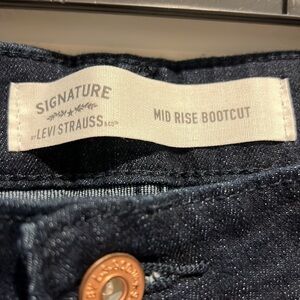 SIGNATURE
BY LEVI STRAUSS & CO.
MID RISE BOOTCUT